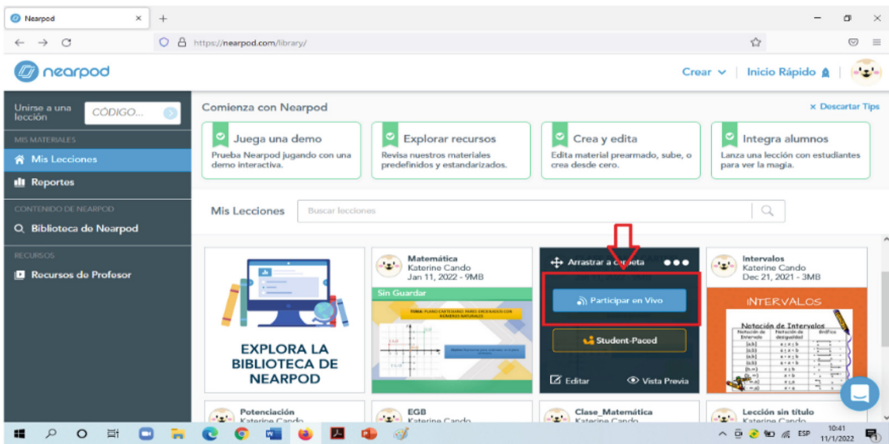 Nearpod
https://nearpod.com/library/
nearpod
Crear
Inicio Rápido
Unirse a una lección
CÓDIGO...
MIS MATERIALES
Mis Lecciones
Reportes
CONTENIDO DE NEARPOD
Biblioteca de Nearpod
RECURSOS
Recursos de Profesor
Comienza con Nearpod
× Descartar Tips
Juega una demo
Prueba Nearpod jugando con una
demo interactiva.
Explorar recursos
Revisa nuestros materiales
predefinidos y estandarizados.
Crea y edita
Edita material prearmado, sube, o
crea desde cero.
Integra alumnos
Lanza una lección con estudiantes
para ver la magia.
Mis Lecciones
Buscar lecciones
EXPLORA LA
BIBLIOTECA DE
NEARPOD
Matemática
Katerine Cando
Jan 11, 2022 - 9MB
Sin Guardar
Arrastrar a carpeta
Participar en Vivo
Student-Paced
Editar
Vista Previa
Intervalos
Katerine Cando
Dec 21, 2021 - 3MB
INTERVALOS
Notación de Intervalos
Potenciación
Katerine Cando
EGB
Katerine Cando
Clase_Matemática
Katerine Cando
Lección sin título
Katerine Cando
ESP
10:41
11/1/2022